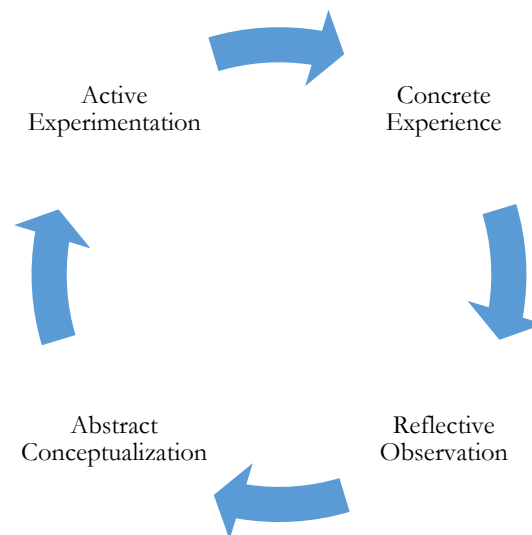 Active
Experimentation
Concrete
Experience
Abstract
Conceptualization
Reflective
Observation